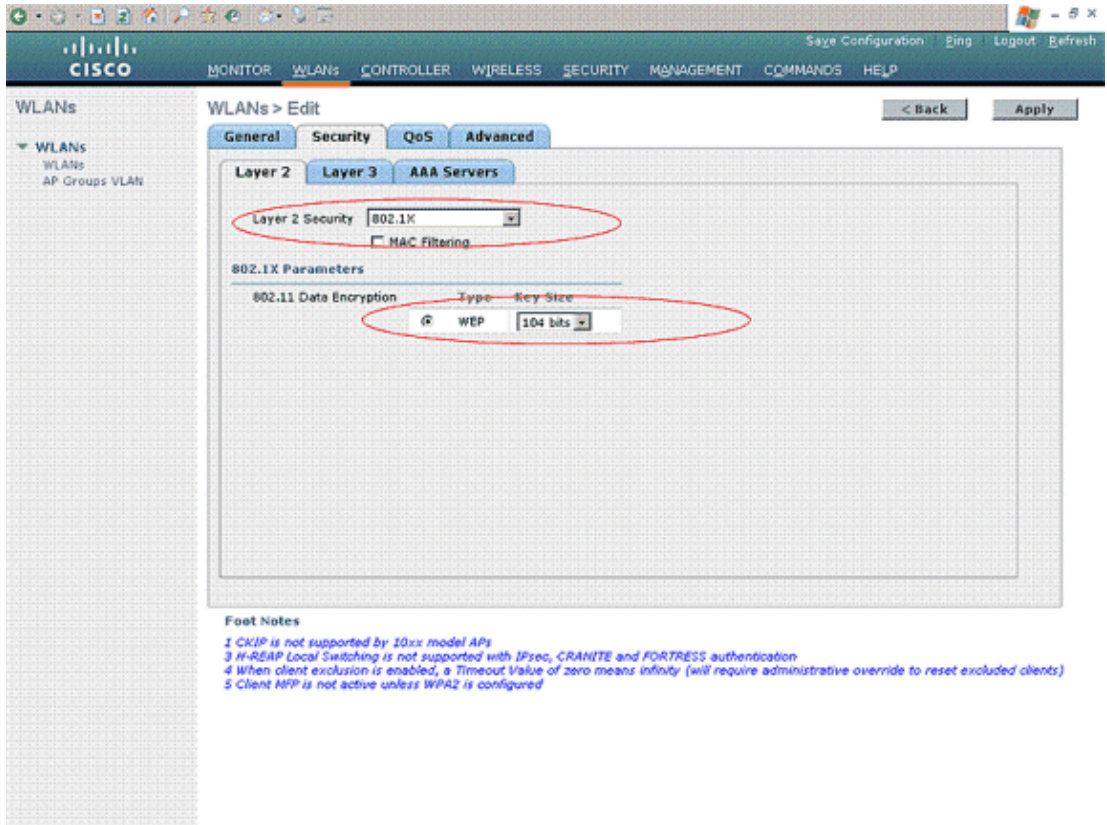 Save Configuration Ping Logout Refresh
CISCO MONITOR WLANs CONTROLLER WIRELESS SECURITY MANAGEMENT COMMANDS HELP
WLANs
WLANs
WLANs
AP Groups VLAN
WLANs > Edit
< Back Apply
General Security QoS Advanced
Layer 2 Layer 3 AAA Servers
Layer 2 Security 802.1X
MAC Filtering
802.1X Parameters
802.11 Data Encryption Type Key Size
WEP 104 bits
Foot Notes
1 CKIP is not supported by 10xx model APs
3 H-REAP Local Switching is not supported with IPsec, CRANITE and FORTRESS authentication
4 When client exclusion is enabled, a Timeout Value of zero means infinity (will require administrative override to reset excluded clients)
5 Client MFP is not active unless WPA2 is configured